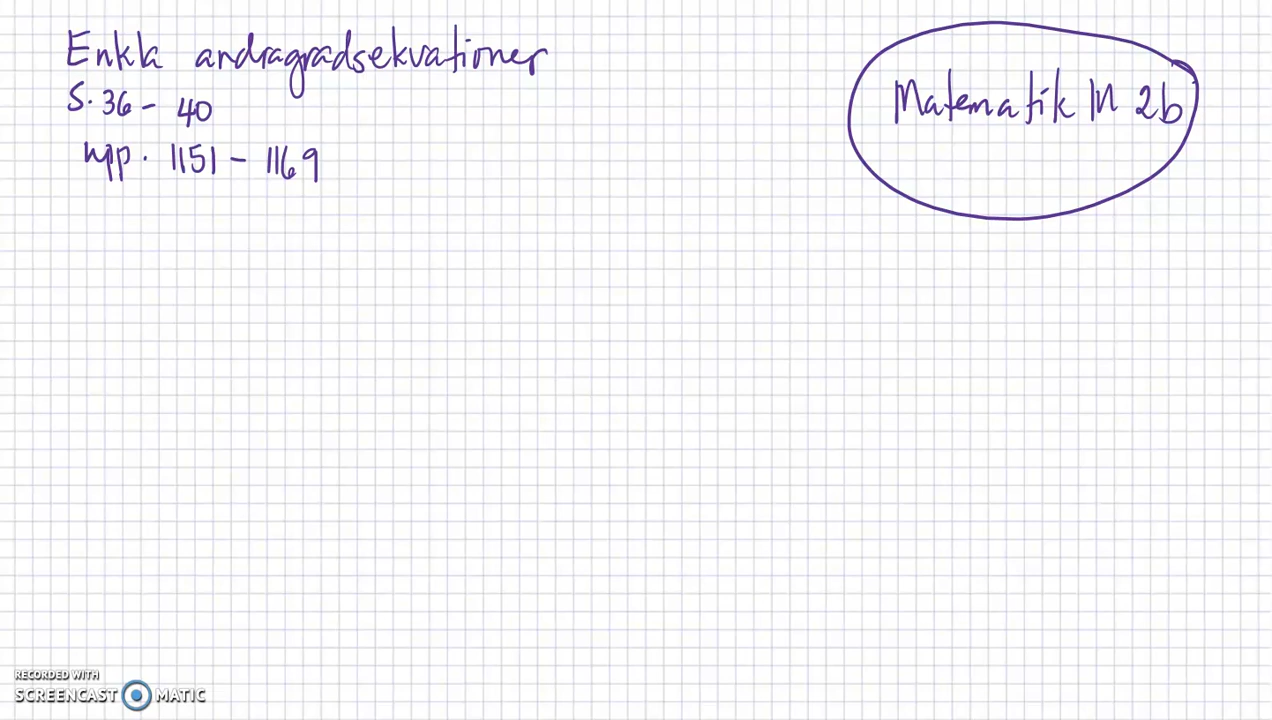 Enkla andragradsekvationer
S. 36 - 40
upp. 1151 - 1169
Matematik M 2b
RECORDED WITH
SCREENCAST MATIC